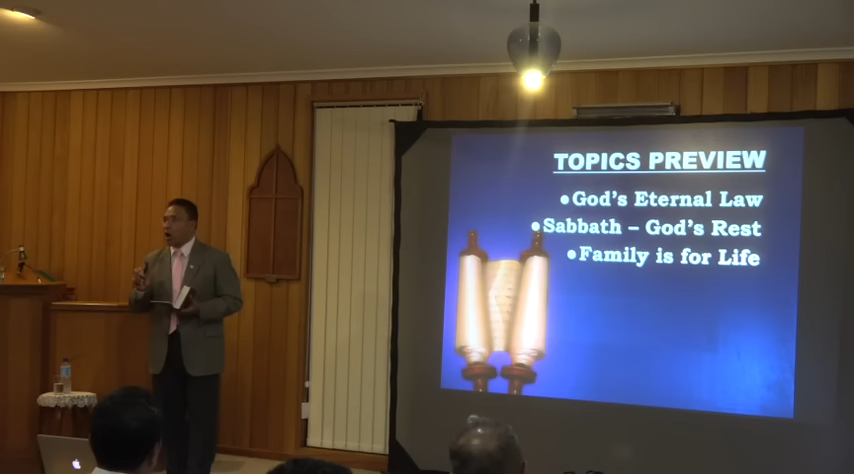 TOPICS PREVIEW
•God's Eternal Law
•Sabbath – God's Rest
•Family is for Life